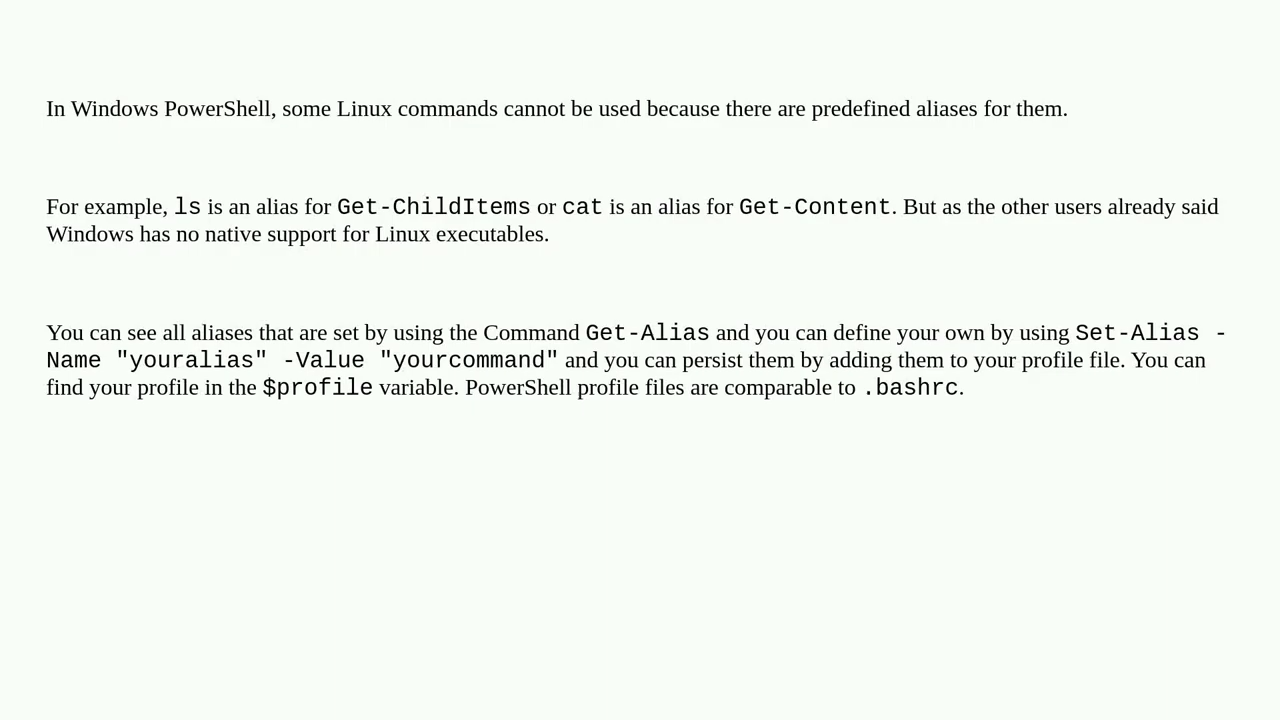 In Windows PowerShell, some Linux commands cannot be used because there are predefined aliases for them.
For example, ls is an alias for Get-ChildItems or cat is an alias for Get-Content. But as the other users already said
Windows has no native support for Linux executables.
You can see all aliases that are set by using the Command Get-Alias and you can define your own by using Set-Alias -
Name "youralias" -Value "yourcommand" and you can persist them by adding them to your profile file. You can
find your profile in the $profile variable. PowerShell profile files are comparable to .bashrc.